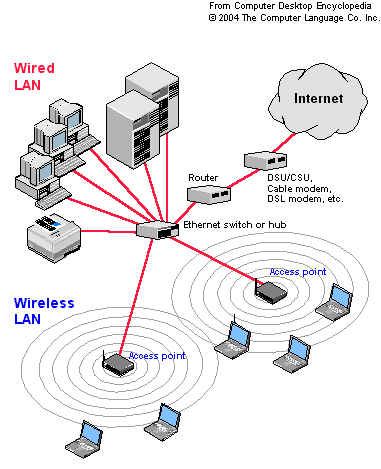 From Computer Desktop Encyclopedia
© 2004 The Computer Language Co. Inc.
Wired
LAN
Internet
Router
DSU/CSU,
Cable modem,
DSL modem, etc.
Ethernet switch or hub
Access point
Wireless
LAN
Access point